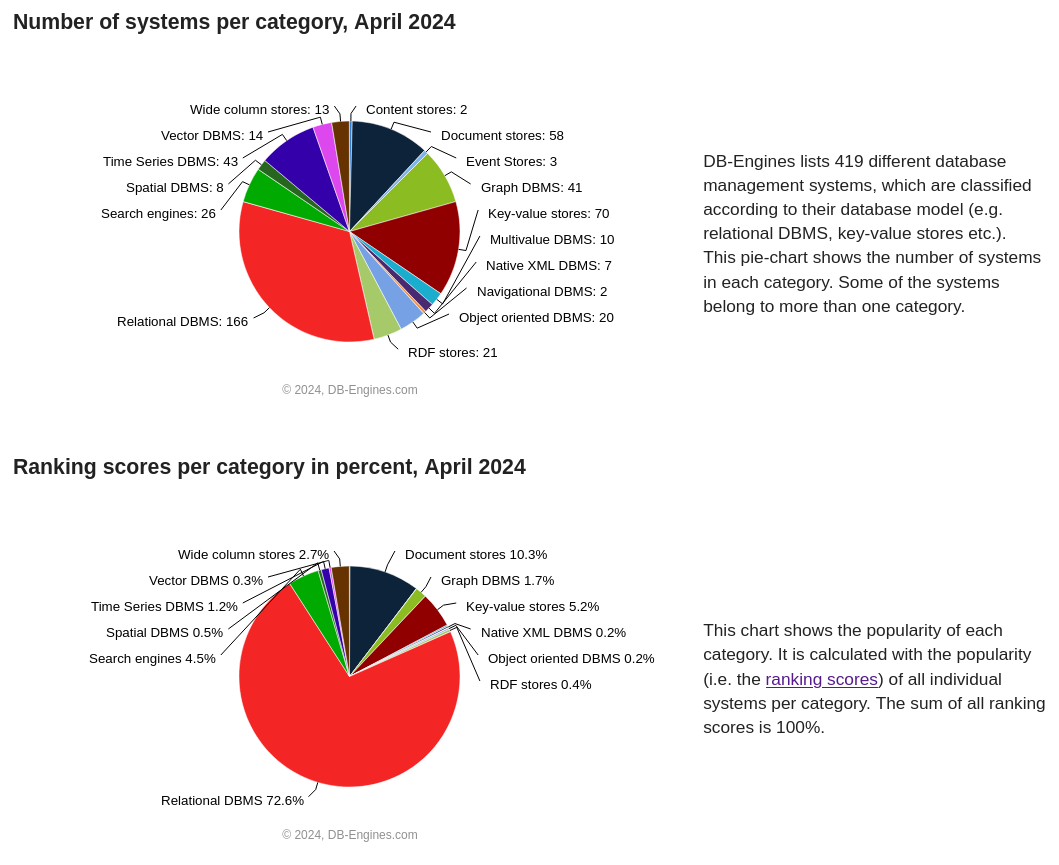 Number of systems per category, April 2024
Wide column stores: 13
Content stores: 2
Vector DBMS: 14
Document stores: 58
Time Series DBMS: 43
Event Stores: 3
Spatial DBMS: 8
Graph DBMS: 41
Search engines: 26
Key-value stores: 70
Multivalue DBMS: 10
Native XML DBMS: 7
Navigational DBMS: 2
Relational DBMS: 166
Object oriented DBMS: 20
RDF stores: 21
© 2024, DB-Engines.com
DB-Engines lists 419 different database
management systems, which are classified
according to their database model (e.g.
relational DBMS, key-value stores etc.).
This pie-chart shows the number of systems
in each category. Some of the systems
belong to more than one category.
Ranking scores per category in percent, April 2024
Wide column stores 2.7%
Document stores 10.3%
Vector DBMS 0.3%
Graph DBMS 1.7%
Time Series DBMS 1.2%
Key-value stores 5.2%
Spatial DBMS 0.5%
Native XML DBMS 0.2%
Search engines 4.5%
Object oriented DBMS 0.2%
RDF stores 0.4%
Relational DBMS 72.6%
© 2024, DB-Engines.com
This chart shows the popularity of each
category. It is calculated with the popularity
(i.e. the ranking scores) of all individual
systems per category. The sum of all ranking
scores is 100%.